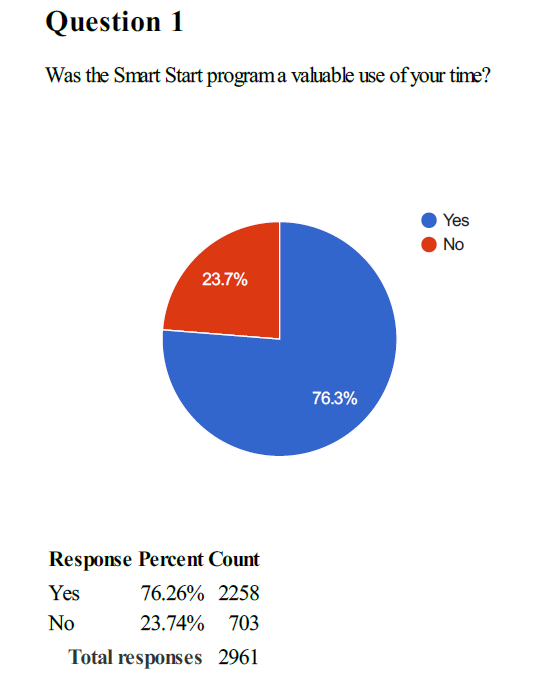 Question 1
Was the Smart Start program a valuable use of your time?
Yes
No
23.7%
76.3%
Response Percent Count
Yes 76.26% 2258
No 23.74% 703
Total responses 2961